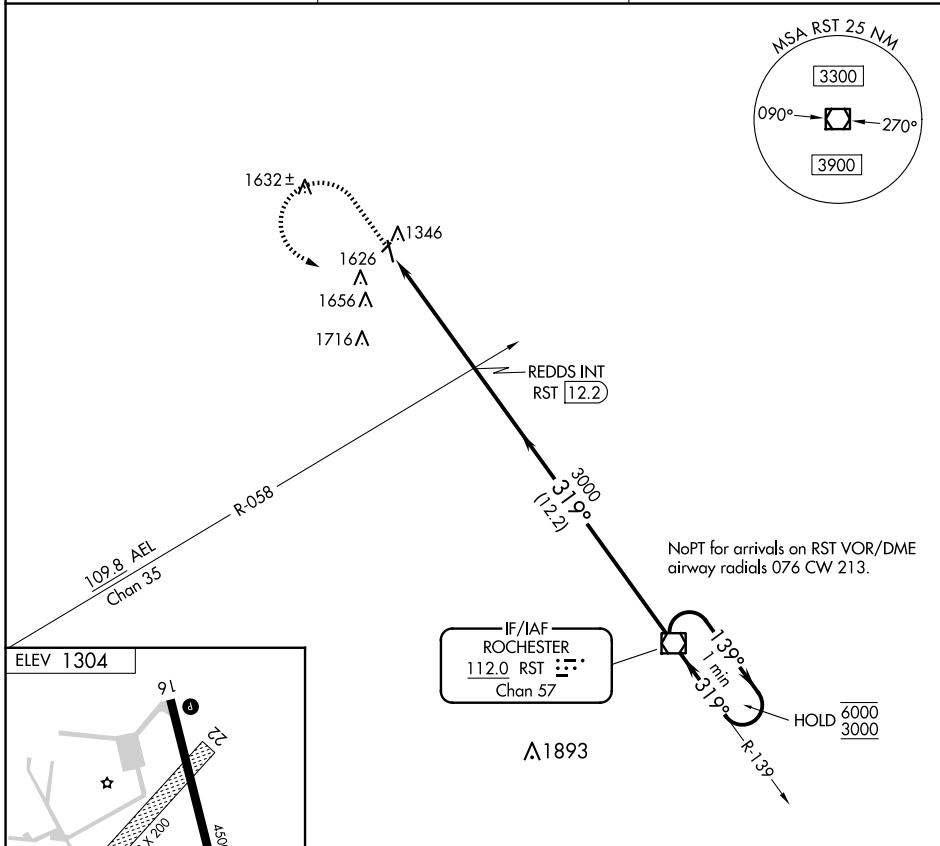 MSA RST 25 NM
3300
090°
270°
3900
1632 ±
1346
1626
1656
1716
REDDS INT
RST 12.2
3000
319°
(12.2)
R-058
109.8 AEL
Chan 35
NoPT for arrivals on RST VOR/DME
airway radials 076 CW 213.
IF/IAF
ROCHESTER
112.0 RST
Chan 57
139°
1 min
319°
HOLD 6000
3000
R-139
1893
ELEV 1304
16
P
22
X 200